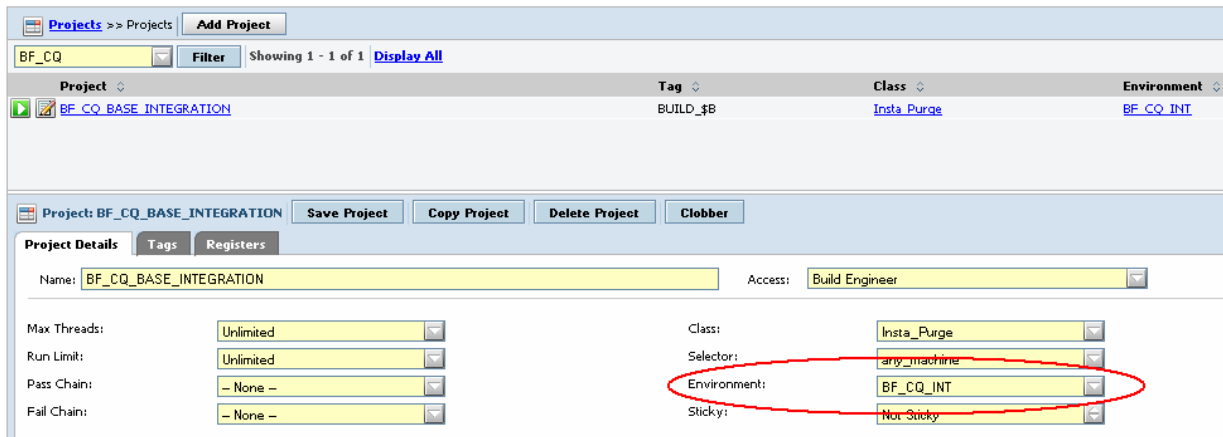 Projects >> Projects Add Project
BF_CQ Filter Showing 1 - 1 of 1 Display All
Project Tag Class Environment
BF_CQ_BASE_INTEGRATION BUILD_$B Insta_Purge BF_CQ_INT
Project: BF_CQ_BASE_INTEGRATION Save Project Copy Project Delete Project Clobber
Project Details Tags Registers
Name: BF_CQ_BASE_INTEGRATION Access: Build Engineer
Max Threads: Unlimited Class: Insta_Purge
Run Limit: Unlimited Selector: any_machine
Pass Chain: – None – Environment: BF_CQ_INT
Fail Chain: – None – Sticky: Not Sticky